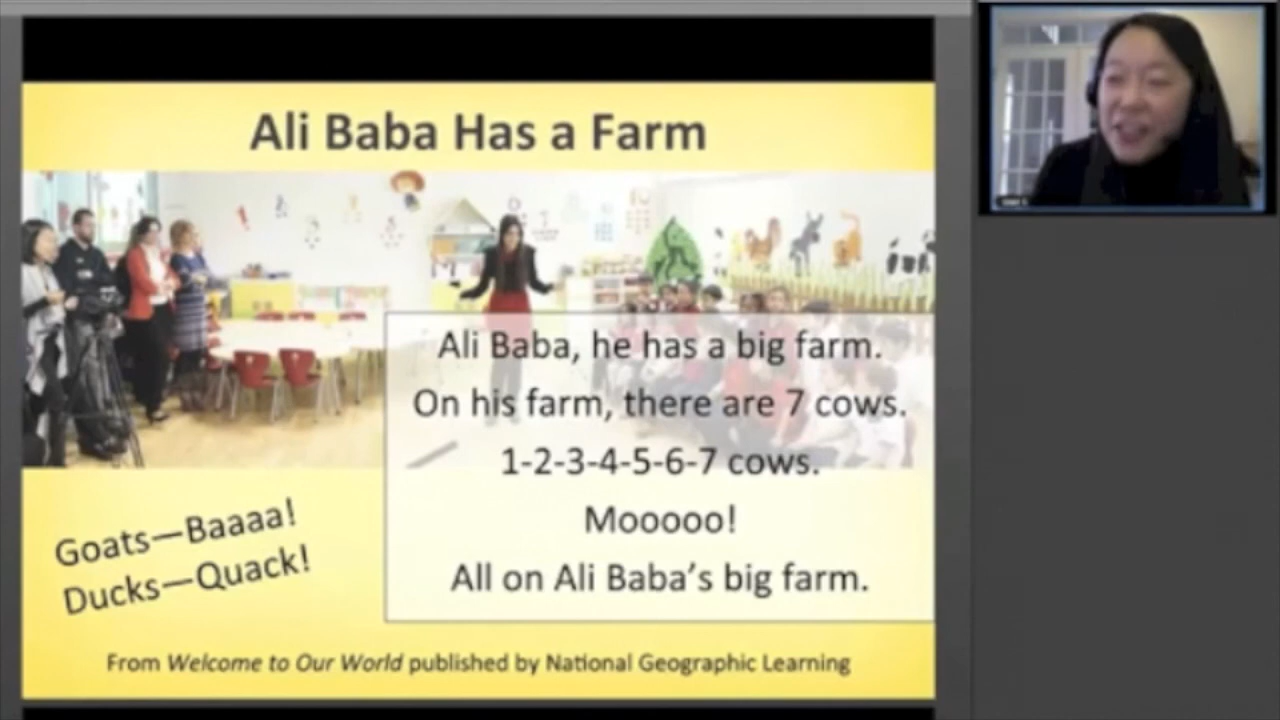 Ali Baba Has a Farm
Ali Baba, he has a big farm.
On his farm, there are 7 cows.
1-2-3-4-5-6-7 cows.
Mooooo!
All on Ali Baba's big farm.
Goats—Baaaa!
Ducks—Quack!
From Welcome to Our World published by National Geographic Learning